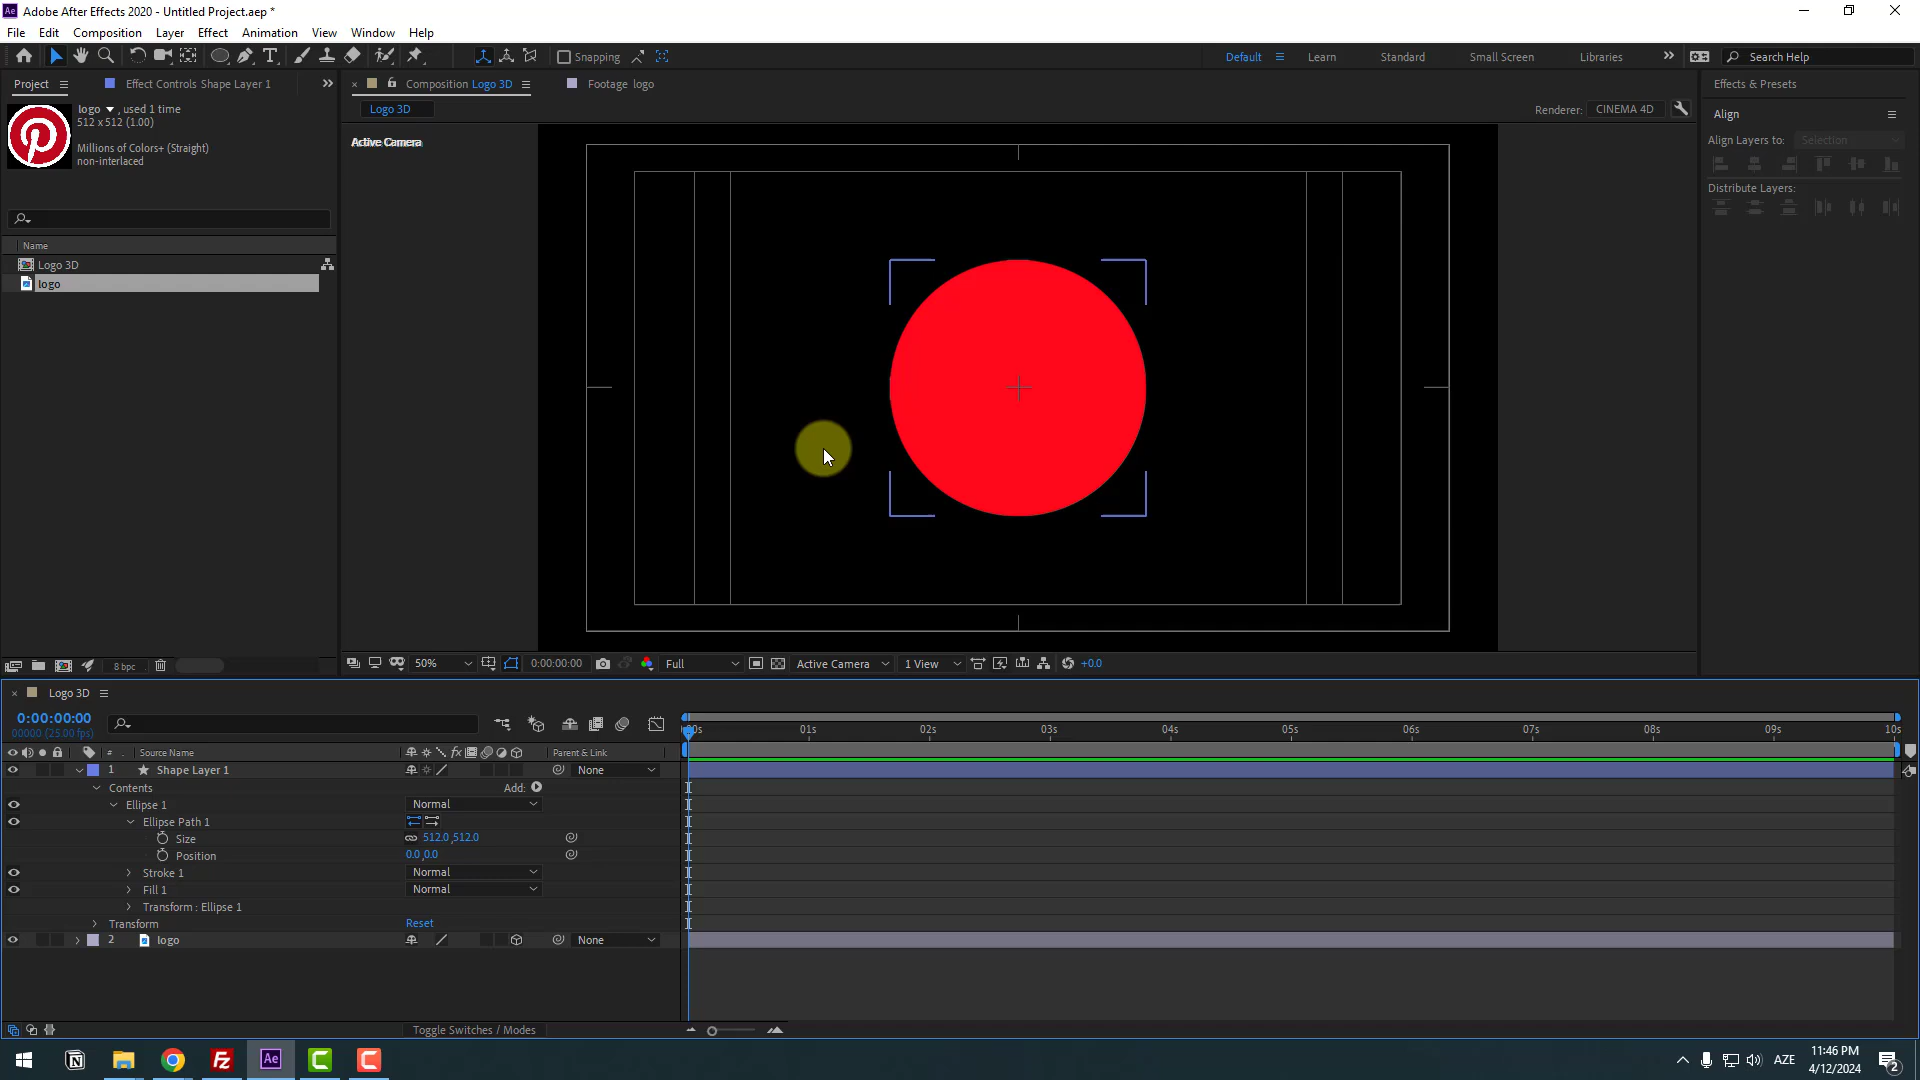 Adobe After Effects 2020 - Untitled Project.aep *
File Edit Composition Layer Effect Animation View Window Help
Snapping
Default Learn Standard Small Screen Libraries Search Help
Project Effect Controls Shape Layer 1
Composition Logo 3D Footage logo
Effects & Presets
logo , used 1 time
512 x 512 (1.00)
Millions of Colors+ (Straight)
non-interlaced
Logo 3D
Renderer: CINEMA 4D
Active Camera
Align
Align Layers to: Selection
Distribute Layers:
Name
Logo 3D
logo
8 bpc
50% 0:00:00:00 Full Active Camera 1 View +0.0
Logo 3D
0:00:00:00
00000 (25.00 fps)
00s 01s 02s 03s 04s 05s 06s 07s 08s 09s 10s
# Source Name Parent & Link
1 Shape Layer 1 None
Contents Add:
Ellipse 1 Normal
Ellipse Path 1
Size 512.0,512.0
Position 0.0,0.0
Stroke 1 Normal
Fill 1 Normal
Transform : Ellipse 1
Transform Reset
2 logo None
Toggle Switches / Modes
Ae
AZE
11:46 PM
4/12/2024
2